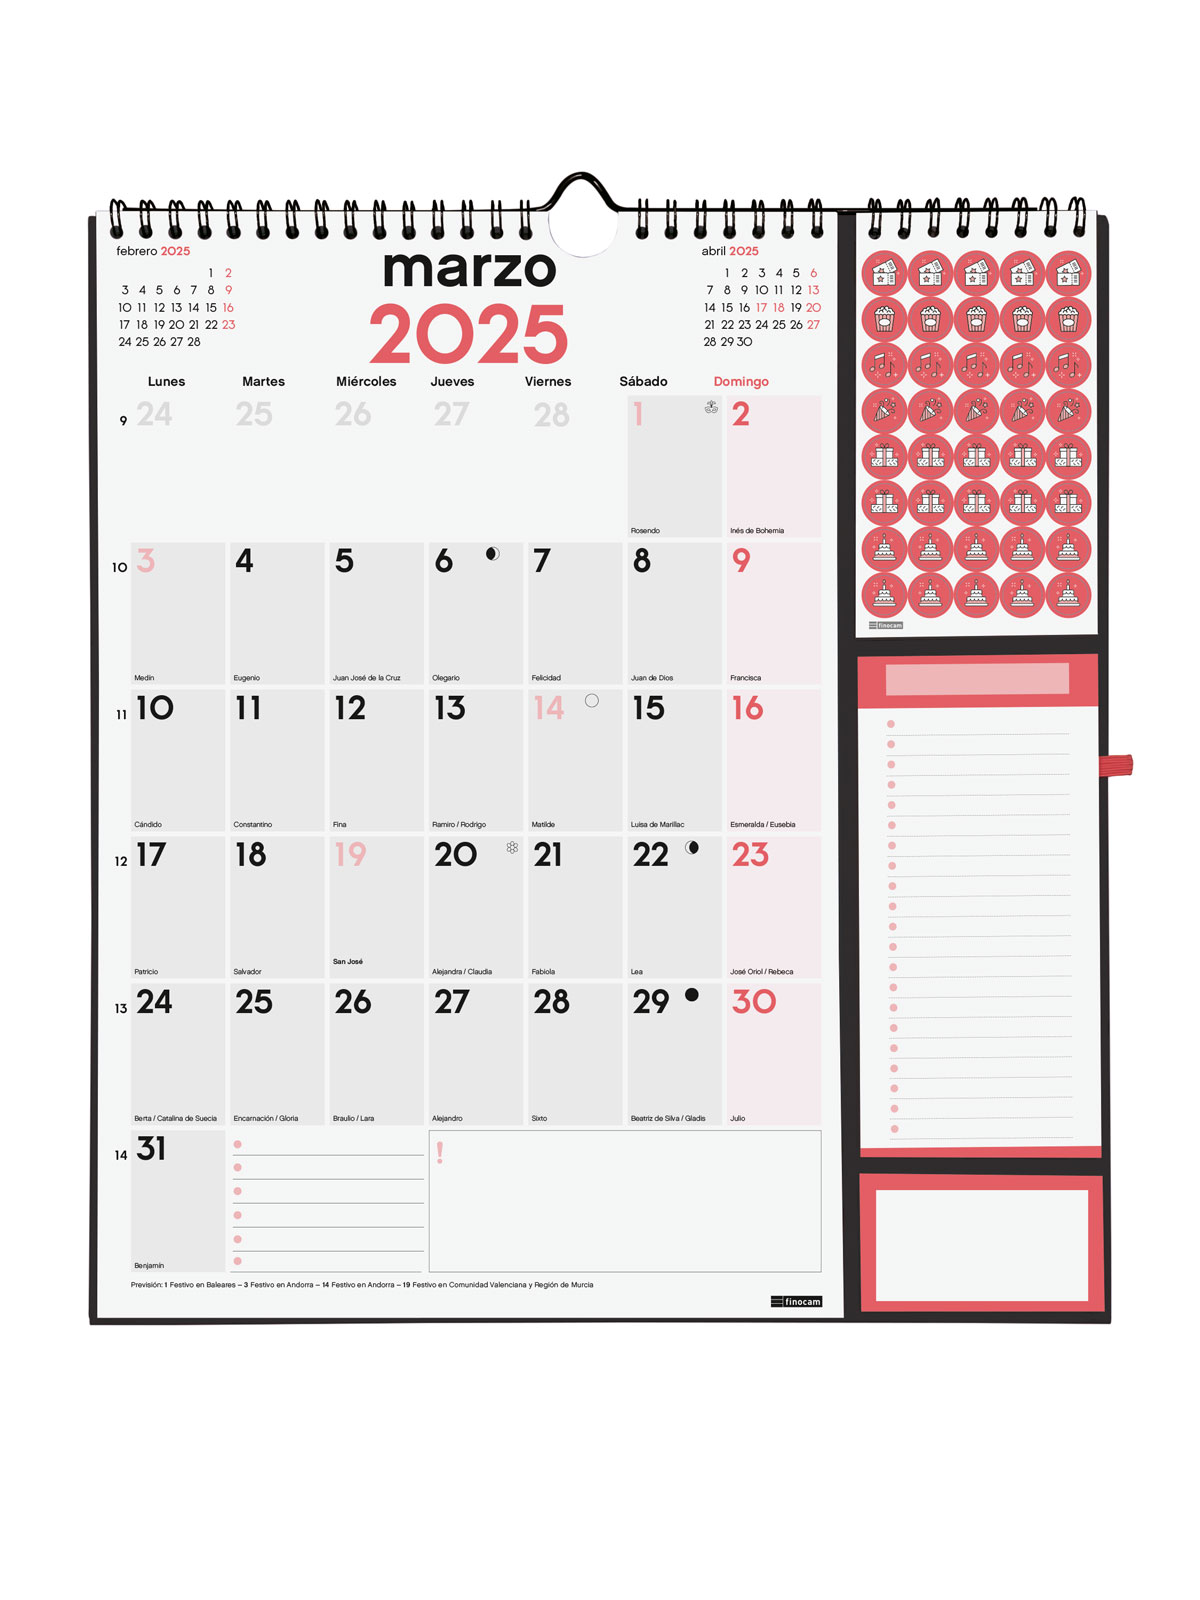 febrero 2025
1 2
3 4 5 6 7 8 9
10 11 12 13 14 15 16
17 18 19 20 21 22 23
24 25 26 27 28
marzo
2025
abril 2025
1 2 3 4 5 6
7 8 9 10 11 12 13
14 15 16 17 18 19 20
21 22 23 24 25 26 27
28 29 30
Lunes Martes Miércoles Jueves Viernes Sábado Domingo
9 24 25 26 27 28 1 2
Rosendo Inés de Bohemia
10 3 4 5 6 7 8 9
Medín Eugenio Juan José de la Cruz Olegario Felicidad Juan de Dios Francisca
11 10 11 12 13 14 15 16
Cándido Constantino Fina Ramiro / Rodrigo Matilde Luisa de Marillac Esmeralda / Eusebia
12 17 18 19 20 21 22 23
San José
Patricio Salvador Alejandra / Claudia Fabiola Lea José Oriol / Rebeca
13 24 25 26 27 28 29 30
Berta / Catalina de Suecia Encarnación / Gloria Braulio / Lara Alejandro Sixto Beatriz de Silva / Gladis Julio
14 31
!
Benjamín
Previsión: 1 Festivo en Baleares – 3 Festivo en Andorra – 14 Festivo en Andorra – 19 Festivo en Comunidad Valenciana y Región de Murcia
finocam
finocam